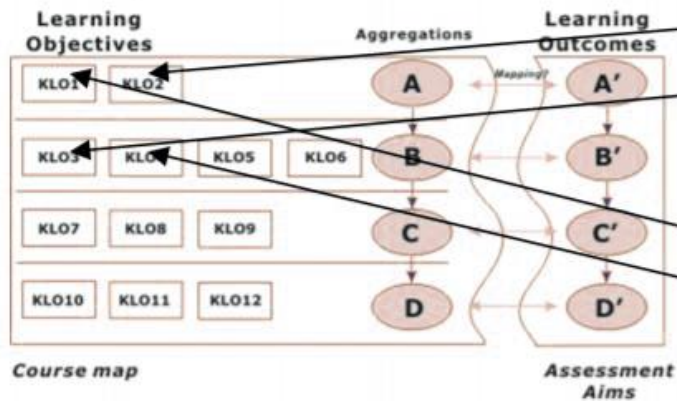 Learning
Objectives
Aggregations
Learning
Outcomes
KLO1
KLO2
A
Mapping?
A'
KLO3
KLO5
KLO6
B
B'
KLO7
KLO8
KLO9
C
C'
KLO10
KLO11
KLO12
D
D'
Course map
Assessment
Aims